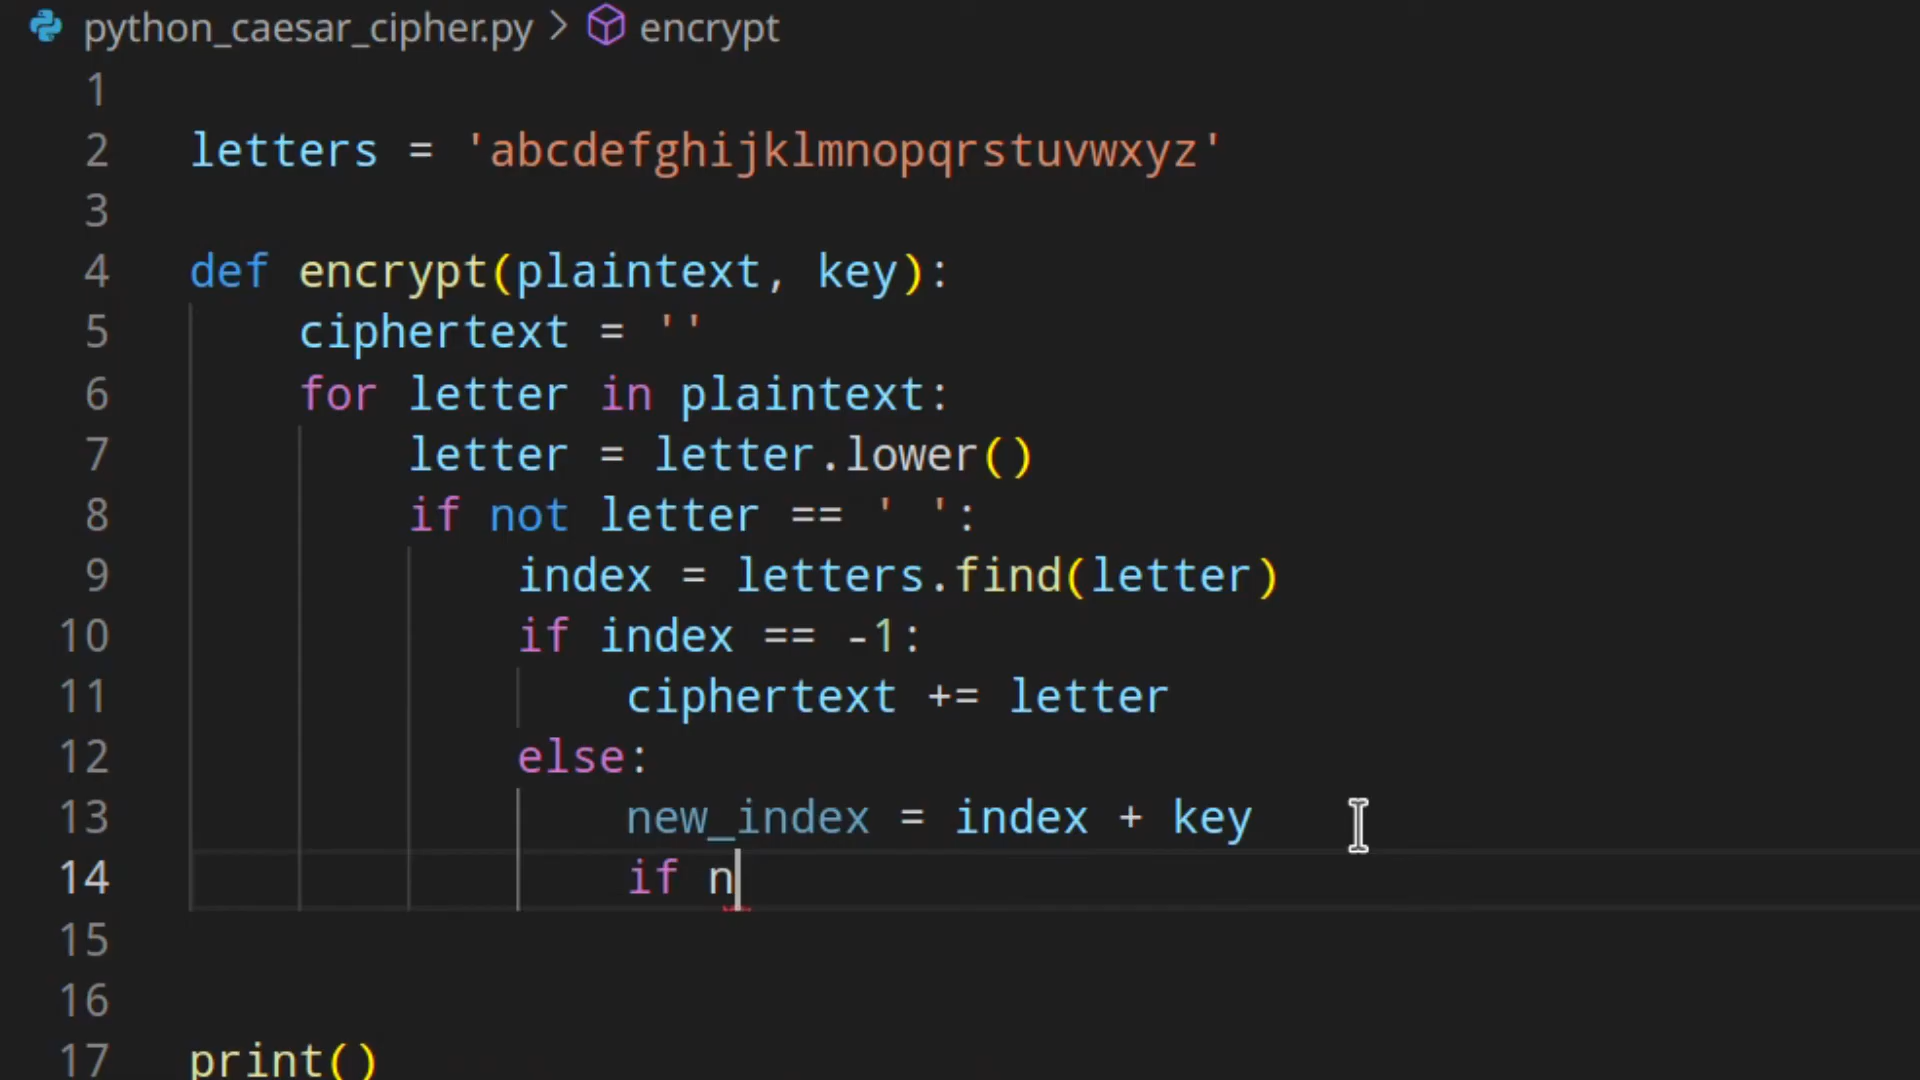 python_caesar_cipher.py > encrypt
1
2 letters = 'abcdefghijklmnopqrstuvwxyz'
3
4 def encrypt(plaintext, key):
5     ciphertext = ''
6     for letter in plaintext:
7         letter = letter.lower()
8         if not letter == ' ':
9             index = letters.find(letter)
10             if index == -1:
11                 ciphertext += letter
12             else:
13                 new_index = index + key
14                 if n
15
16
17 print()